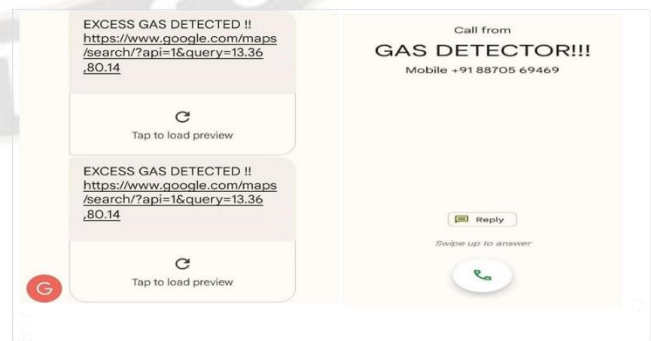 EXCESS GAS DETECTED !!
https://www.google.com/maps
/search/?api=1&query=13.36
,80.14
Tap to load preview
EXCESS GAS DETECTED !!
https://www.google.com/maps
/search/?api=1&query=13.36
,80.14
Tap to load preview
G
Call from
GAS DETECTOR!!!
Mobile +91 88705 69469
Reply
Swipe up to answer